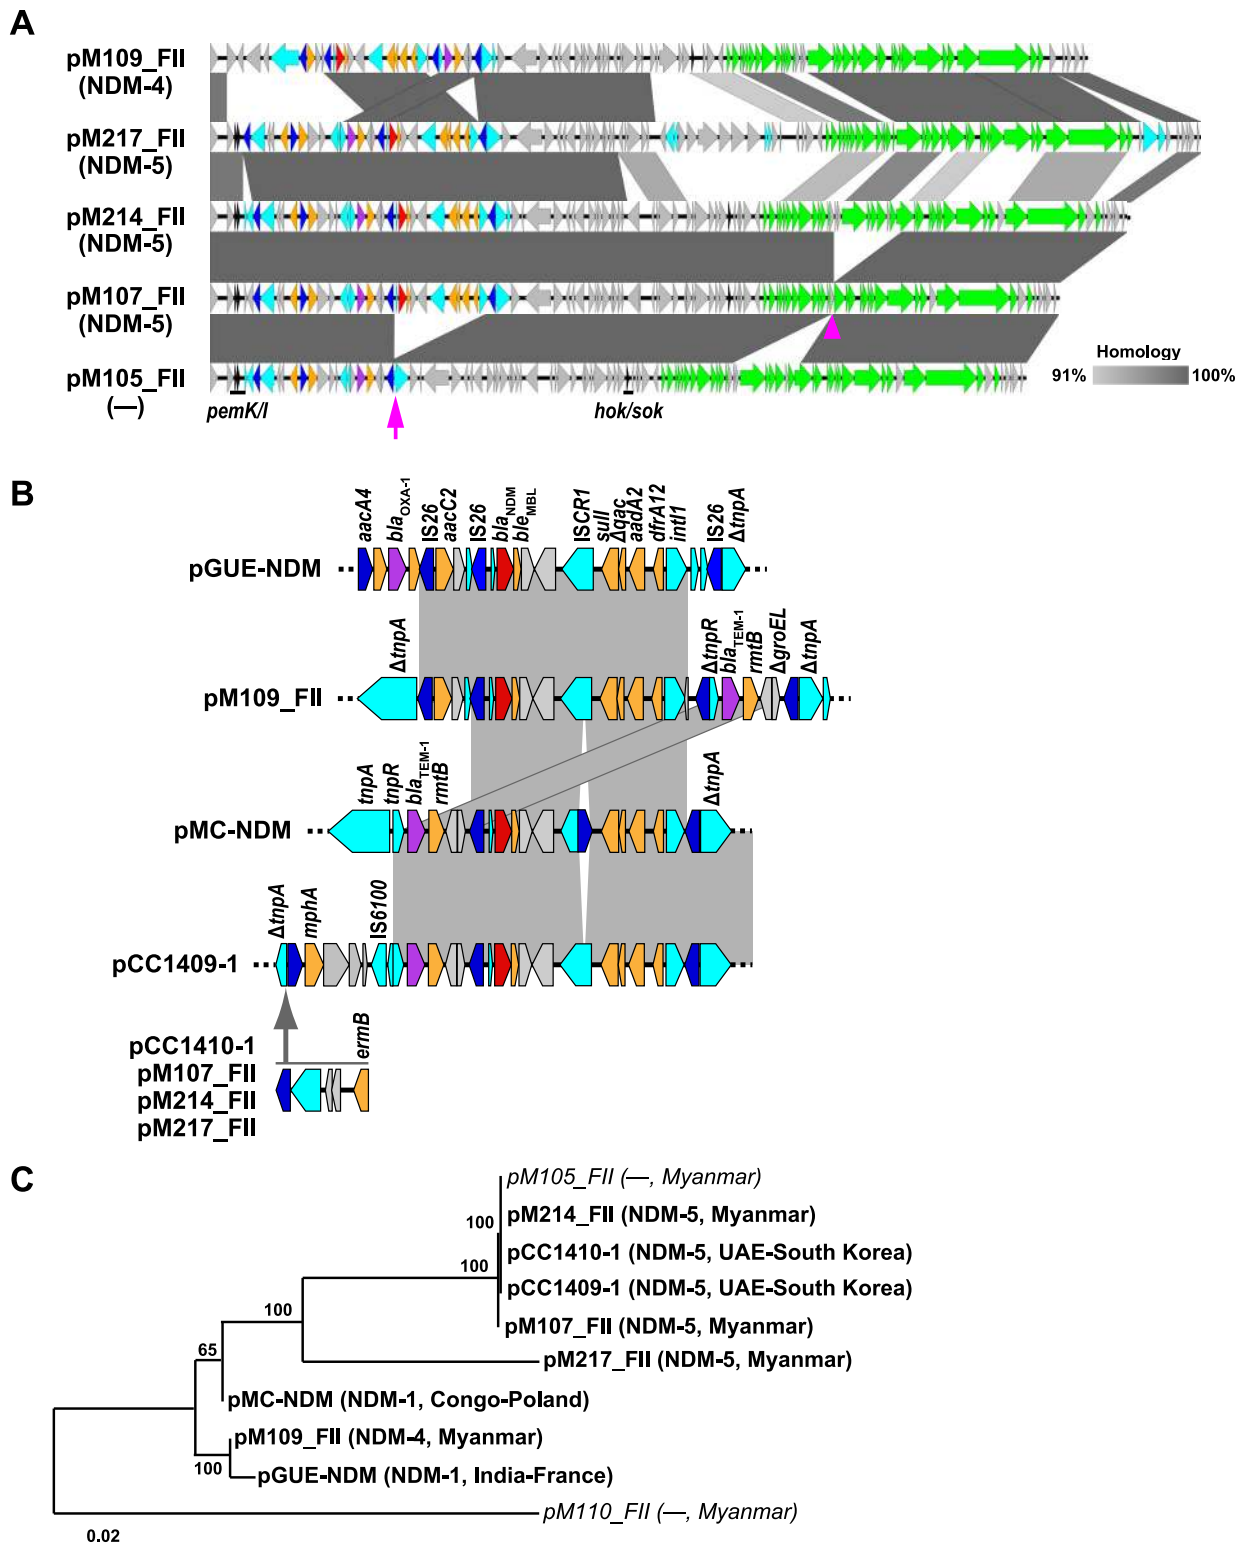 A
pM109_FII
(NDM-4)
pM217_FII
(NDM-5)
pM214_FII
(NDM-5)
pM107_FII
(NDM-5)
pM105_FII
(—)
pemK/I
hok/sok
Homology
91%
100%
B
aacA4
blaOXA-1
IS26
aacC2
IS26
blaNDM
bleMBL
ISCR1
sulI
Δqac
aadA2
dfrA12
intI1
IS26
ΔtnpA
pGUE-NDM
ΔtnpA
ΔtnpR
blaTEM-1
rmtB
ΔgroEL
ΔtnpA
pM109_FII
tnpA
tnpR
blaTEM-1
rmtB
ΔtnpA
pMC-NDM
ΔtnpA
mphA
IS6100
pCC1409-1
ermB
pCC1410-1
pM107_FII
pM214_FII
pM217_FII
C
pM105_FII (—, Myanmar)
100
pM214_FII (NDM-5, Myanmar)
pCC1410-1 (NDM-5, UAE-South Korea)
100
pCC1409-1 (NDM-5, UAE-South Korea)
100
pM107_FII (NDM-5, Myanmar)
65
pM217_FII (NDM-5, Myanmar)
pMC-NDM (NDM-1, Congo-Poland)
pM109_FII (NDM-4, Myanmar)
100
pGUE-NDM (NDM-1, India-France)
pM110_FII (—, Myanmar)
0.02